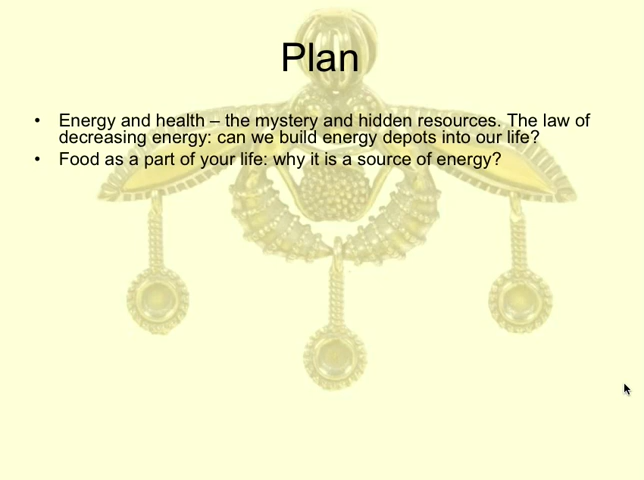 Plan
• Energy and health – the mystery and hidden resources. The law of
decreasing energy: can we build energy depots into our life?
• Food as a part of your life: why it is a source of energy?